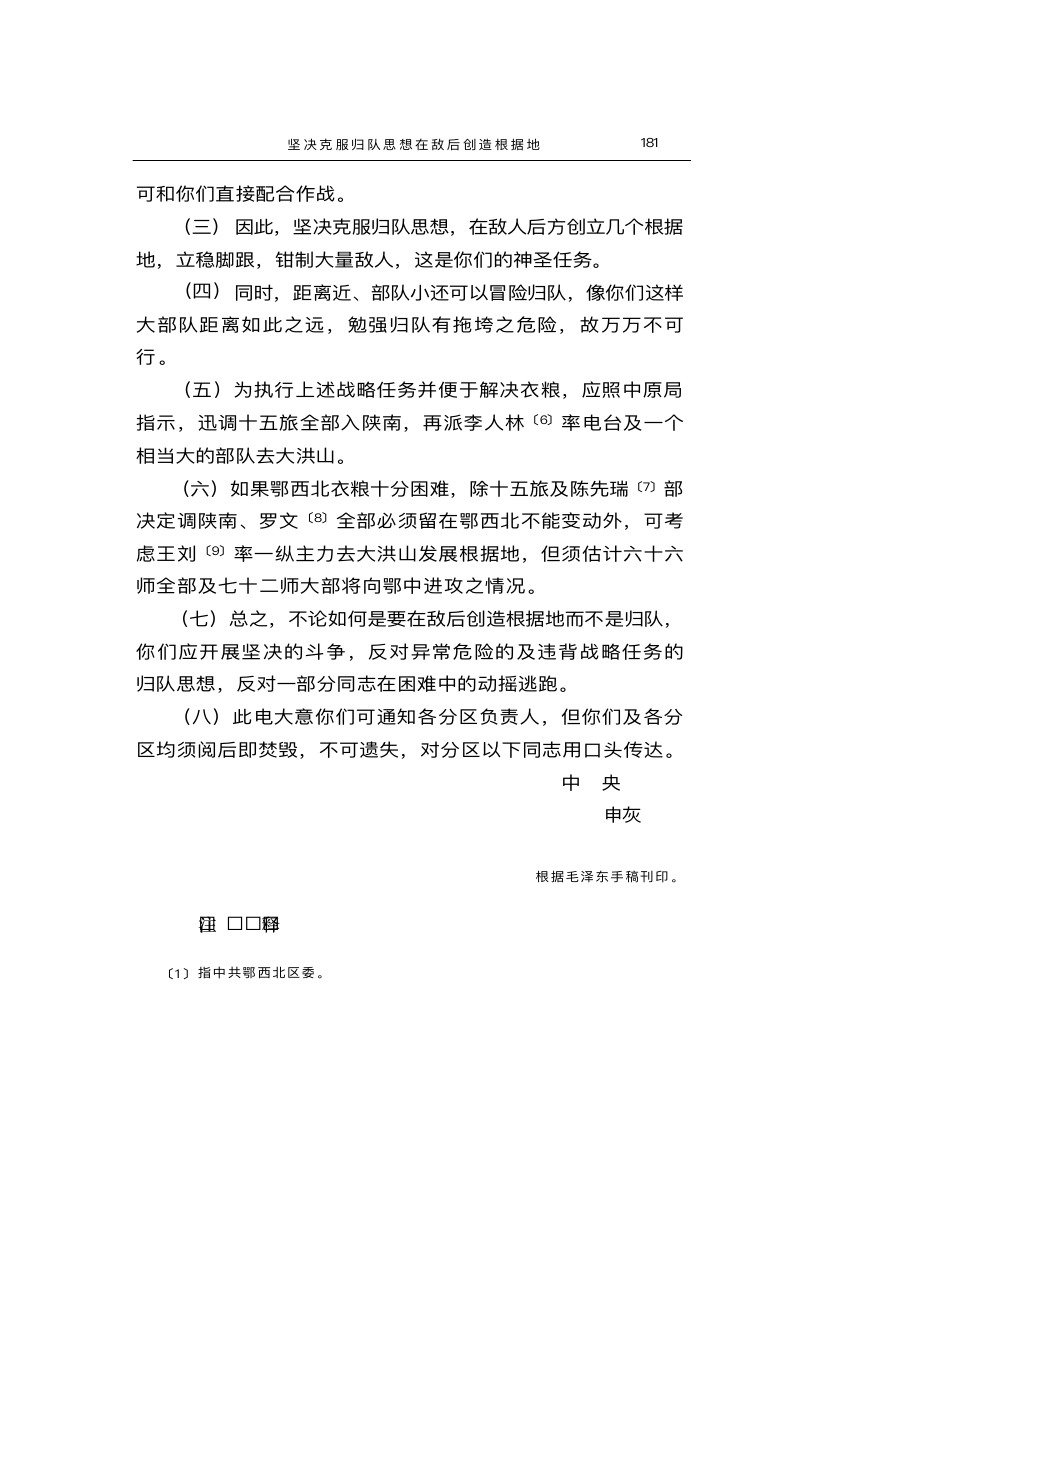 坚决克服归队思想在敌后创造根据地 181
可和你们直接配合作战。
（三）因此，坚决克服归队思想，在敌人后方创立几个根据
地，立稳脚跟，钳制大量敌人，这是你们的神圣任务。
（四）同时，距离近、部队小还可以冒险归队，像你们这样
大部队距离如此之远，勉强归队有拖垮之危险，故万万不可
行。
（五）为执行上述战略任务并便于解决衣粮，应照中原局
指示，迅调十五旅全部入陕南，再派李人林〔6〕率电台及一个
相当大的部队去大洪山。
（六）如果鄂西北衣粮十分困难，除十五旅及陈先瑞〔7〕部
决定调陕南、罗文〔8〕全部必须留在鄂西北不能变动外，可考
虑王刘〔9〕率一纵主力去大洪山发展根据地，但须估计六十六
师全部及七十二师大部将向鄂中进攻之情况。
（七）总之，不论如何是要在敌后创造根据地而不是归队，
你们应开展坚决的斗争，反对异常危险的及违背战略任务的
归队思想，反对一部分同志在困难中的动摇逃跑。
（八）此电大意你们可通知各分区负责人，但你们及各分
区均须阅后即焚毁，不可遗失，对分区以下同志用口头传达。
中 央
申灰
根据毛泽东手稿刊印。
注 □□释
〔1〕指中共鄂西北区委。